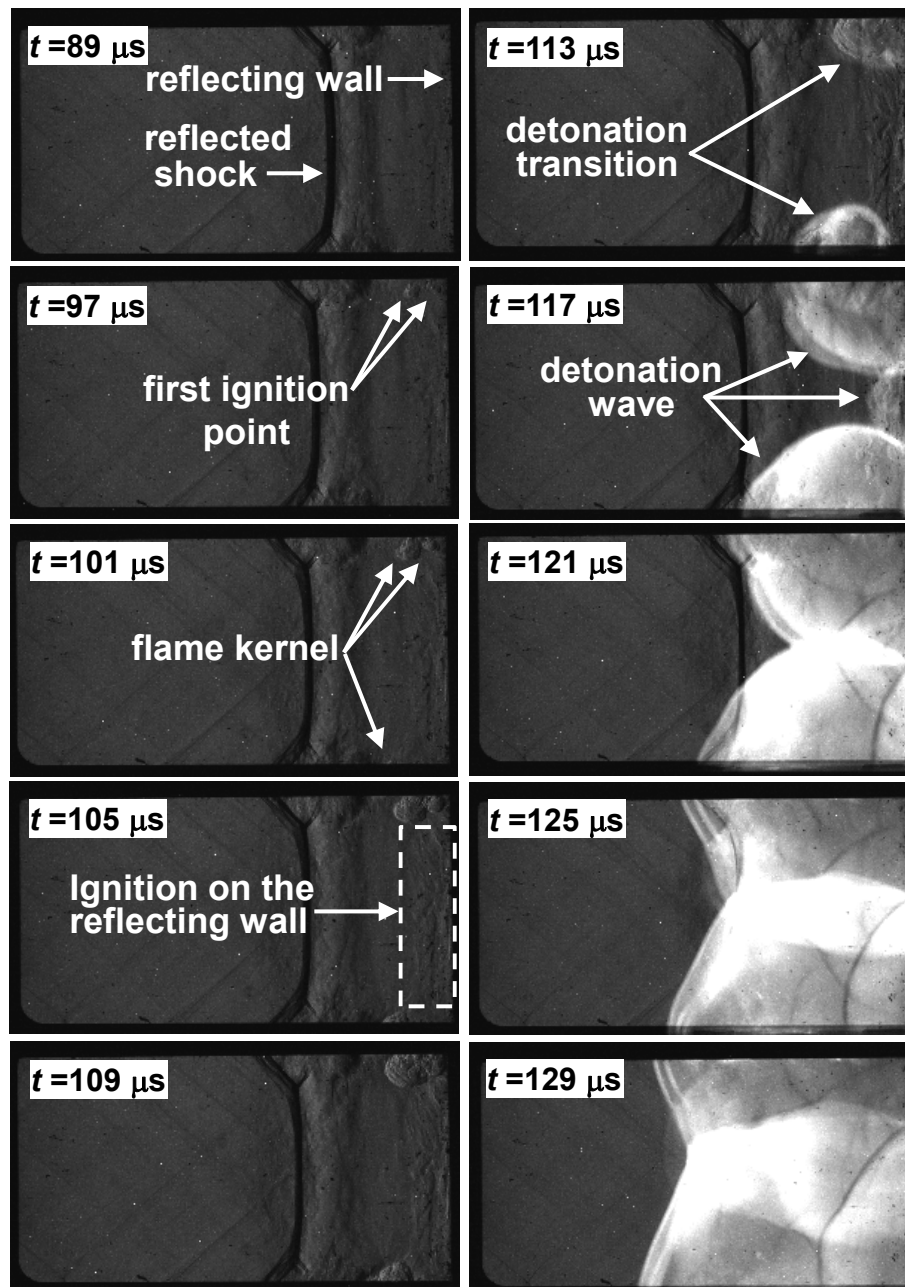 t =89 μs
reflecting wall
reflected
shock
t =97 μs
first ignition
point
t =101 μs
flame kernel
t =105 μs
Ignition on the
reflecting wall
t =109 μs
t =113 μs
detonation
transition
t =117 μs
detonation
wave
t =121 μs
t =125 μs
t =129 μs